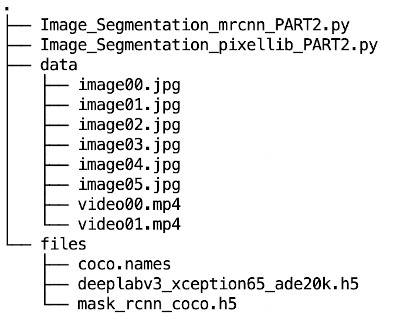 .
├── Image_Segmentation_mrcnn_PART2.py
├── Image_Segmentation_pixellib_PART2.py
├── data
│   ├── image00.jpg
│   ├── image01.jpg
│   ├── image02.jpg
│   ├── image03.jpg
│   ├── image04.jpg
│   ├── image05.jpg
│   ├── video00.mp4
│   └── video01.mp4
└── files
    ├── coco.names
    ├── deeplabv3_xception65_ade20k.h5
    └── mask_rcnn_coco.h5